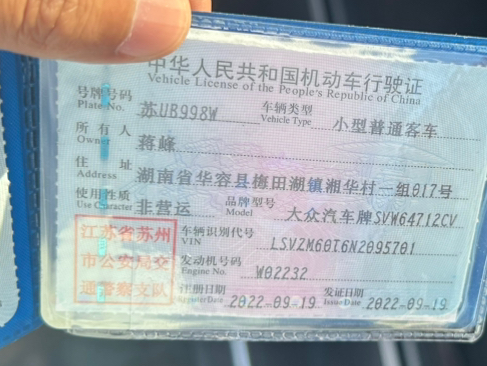 中华人民共和国机动车行驶证
Vehicle License of the People's Republic of China
号牌号码 苏UB998W 车辆类型 小型普通客车
Plate No. Vehicle Type
所有人 蒋峰
Owner
住址 湖南省华容县梅田湖镇湘华村一组017号
Address
使用性质 非营运 品牌型号 大众汽车牌SVW64712CV
Use Character Model
江苏省苏州 车辆识别代号 LSVZM60T6N2095701
VIN
市公安局交 发动机号码 W02232
Engine No.
通警察支队 注册日期 2022-09-19 发证日期 2022-09-19
Register Date Issue Date